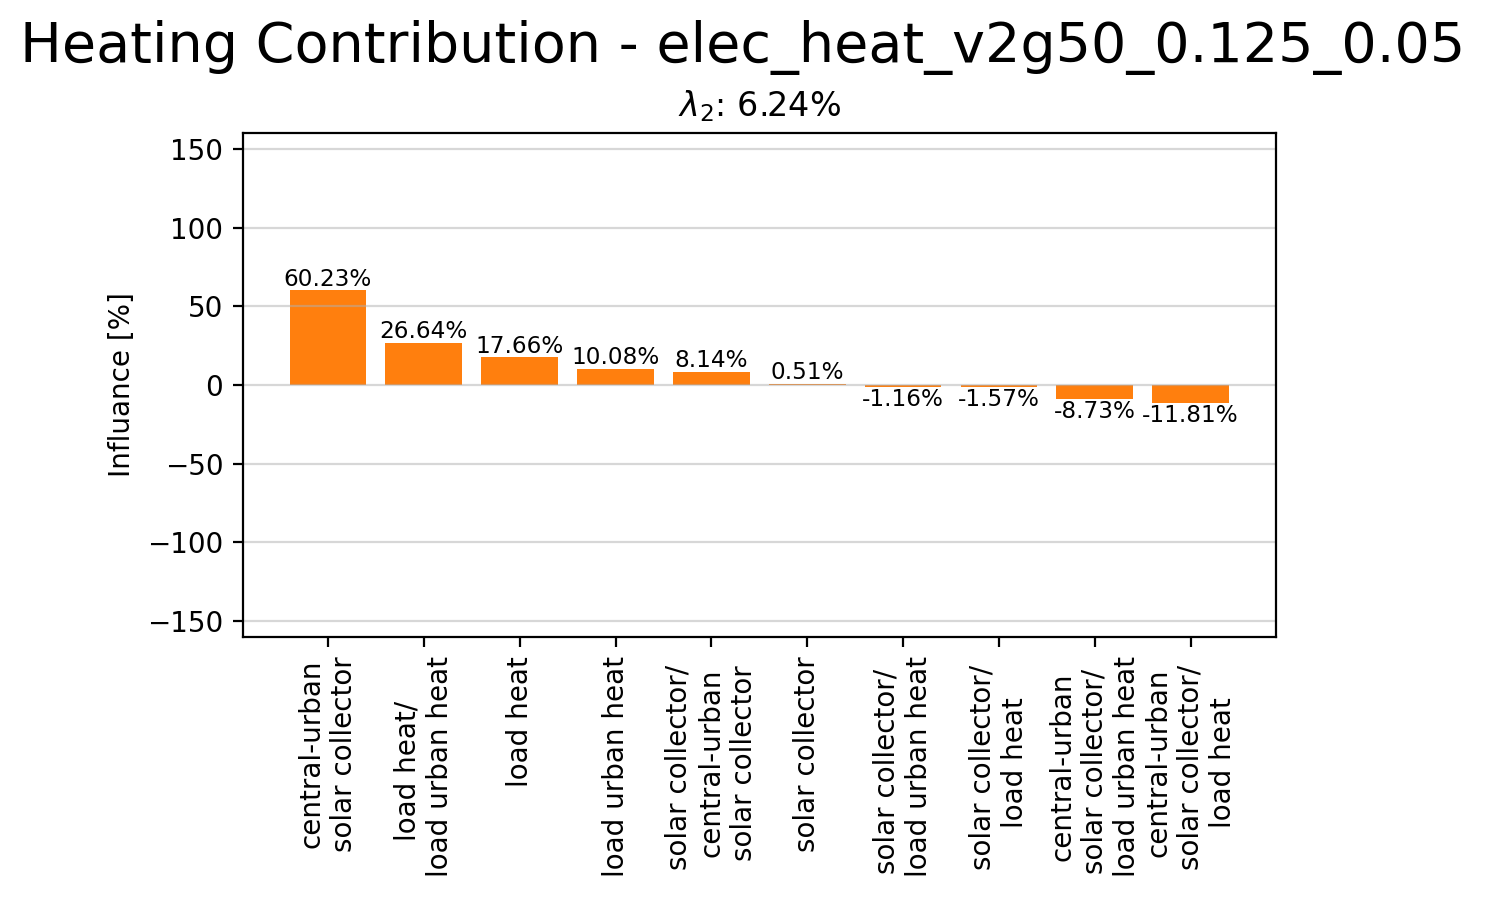 Heating Contribution - elec_heat_v2g50_0.125_0.05
λ₂: 6.24%
150
100
50
0
−50
−100
−150
Influance [%]
60.23%
26.64%
17.66%
10.08%
8.14%
0.51%
-1.16%
-1.57%
-8.73%
-11.81%
central-urban
solar collector
load heat/
load urban heat
load heat
load urban heat
solar collector/
central-urban
solar collector
solar collector
solar collector/
load urban heat
solar collector/
load heat
central-urban
solar collector/
load urban heat
central-urban
solar collector/
load heat